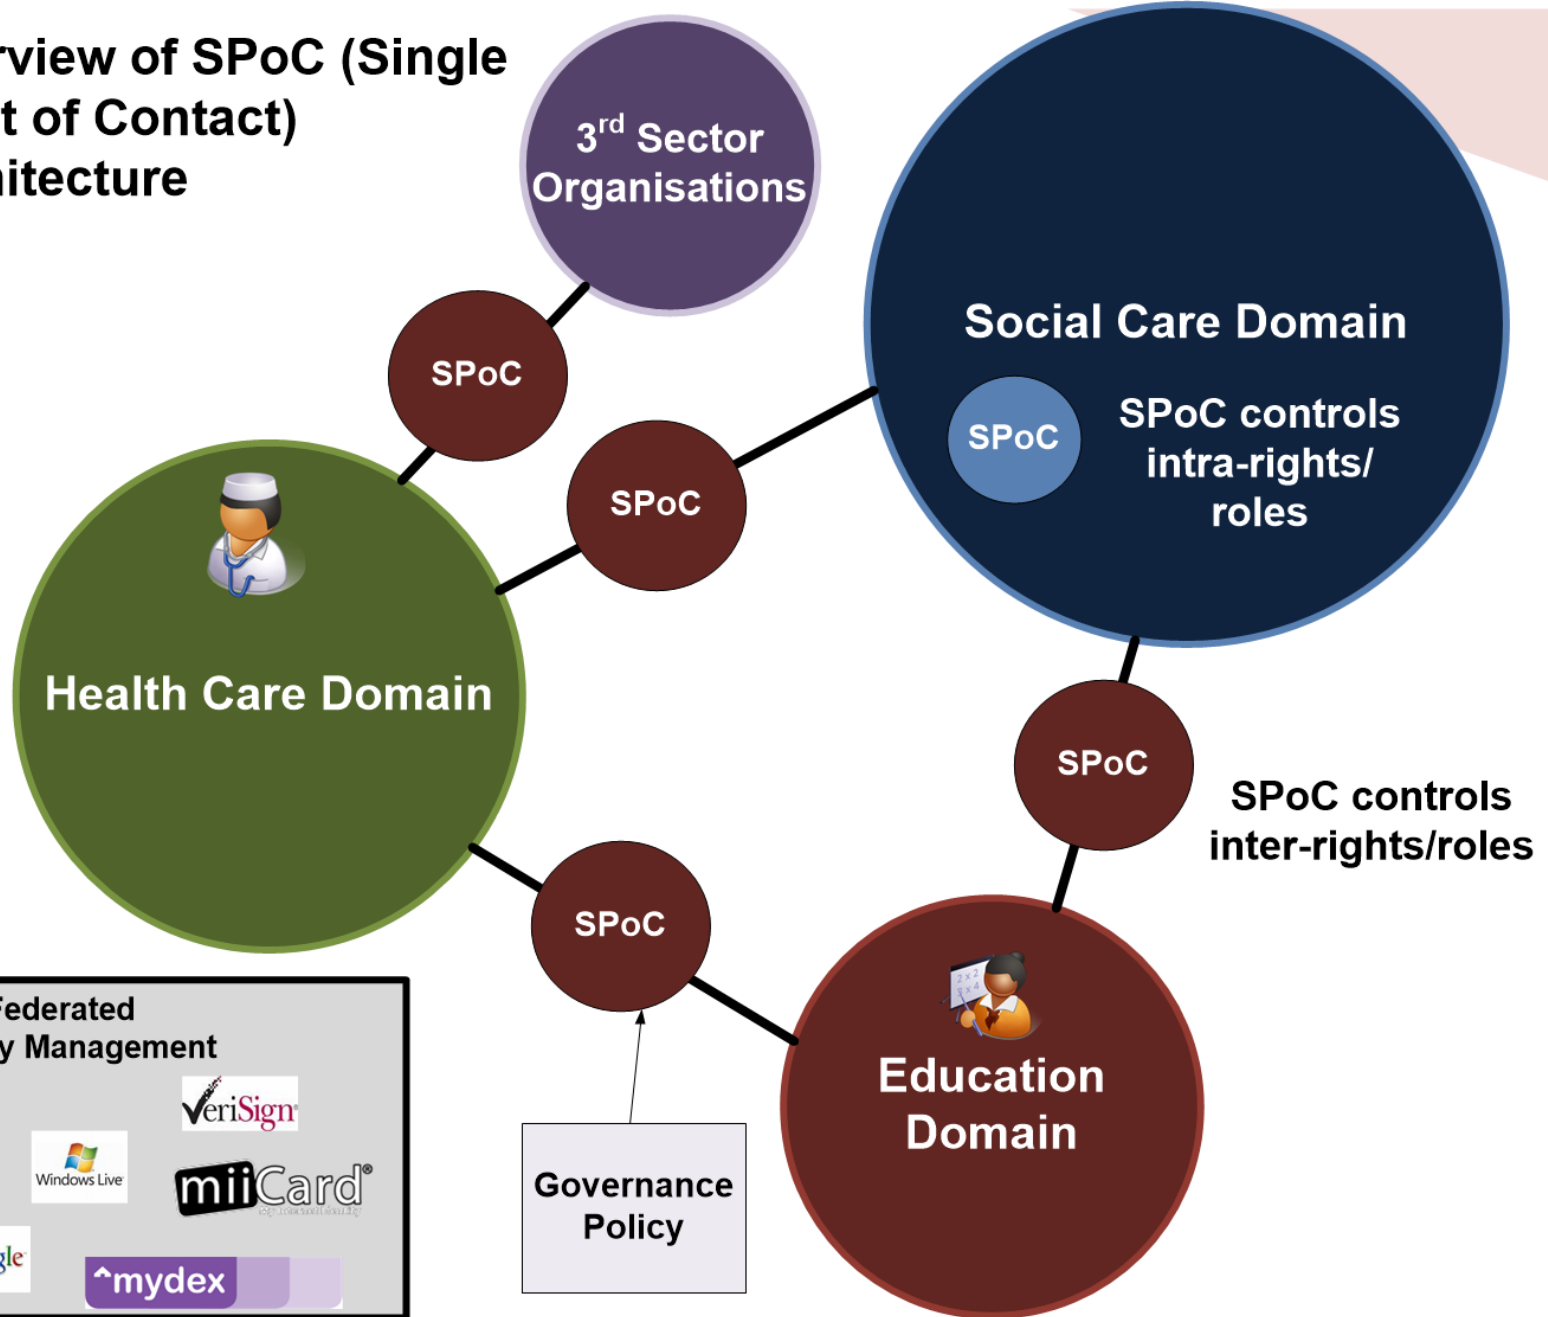 rview of SPoC (Single
t of Contact)
itecture
3rd Sector
Organisations
Social Care Domain
SPoC
SPoC controls
intra-rights/
roles
SPoC
SPoC
Health Care Domain
SPoC
SPoC controls
inter-rights/roles
SPoC
Education
Domain
Governance
Policy
Federated
y Management
VeriSign
Windows Live
miiCard®
gle
^mydex